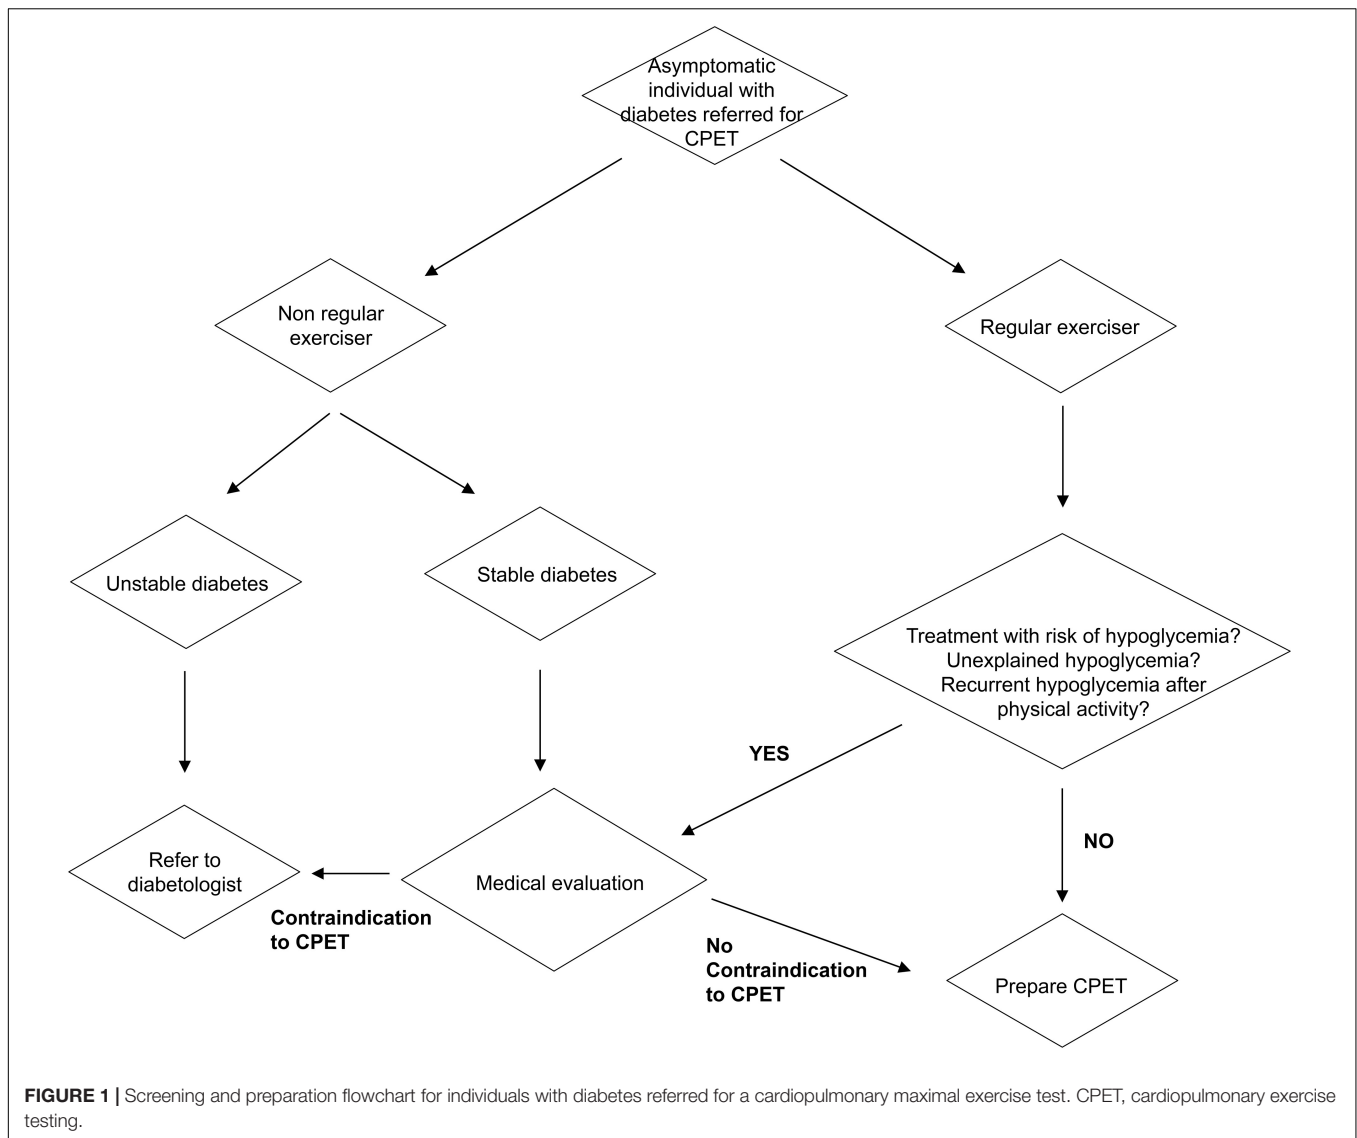 Asymptomatic
individual with
diabetes referred for
CPET
Non regular
exerciser
Regular exerciser
Unstable diabetes
Stable diabetes
Treatment with risk of hypoglycemia?
Unexplained hypoglycemia?
Recurrent hypoglycemia after
physical activity?
YES
NO
Refer to
diabetologist
Medical evaluation
Contraindication
to CPET
No
Contraindication
to CPET
Prepare CPET
FIGURE 1 | Screening and preparation flowchart for individuals with diabetes referred for a cardiopulmonary maximal exercise test. CPET, cardiopulmonary exercise
testing.